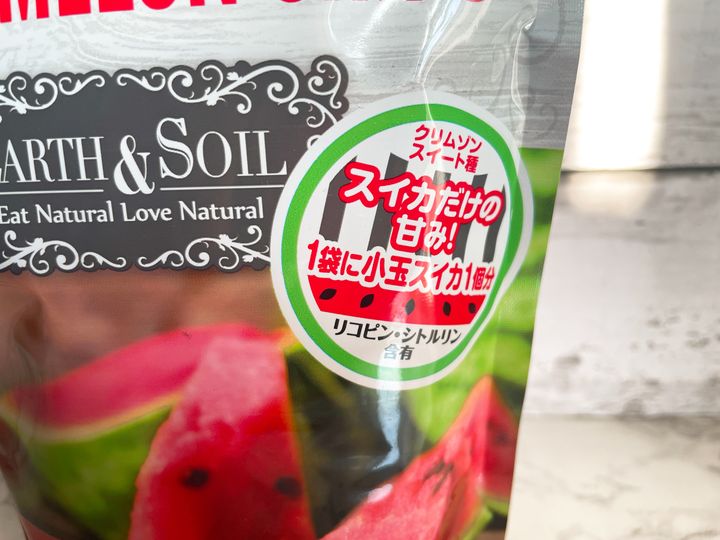 EARTH & SOIL
Eat Natural Love Natural
クリムゾン
スイート種
スイカだけの
甘み!
1袋に小玉スイカ1個分
リコピン・シトルリン
含有